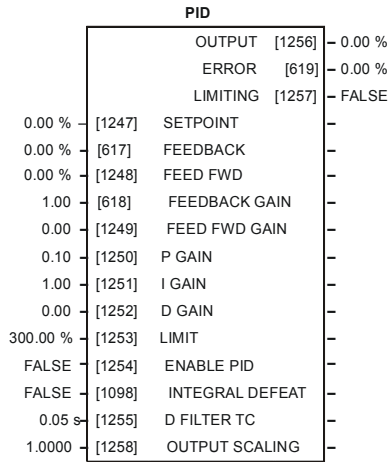 PID
OUTPUT [1256] – 0.00 %
ERROR [619] – 0.00 %
LIMITING [1257] – FALSE
0.00 % – [1247] SETPOINT –
0.00 % – [617] FEEDBACK –
0.00 % – [1248] FEED FWD –
1.00 – [618] FEEDBACK GAIN –
0.00 – [1249] FEED FWD GAIN –
0.10 – [1250] P GAIN –
1.00 – [1251] I GAIN –
0.00 – [1252] D GAIN –
300.00 % – [1253] LIMIT –
FALSE – [1254] ENABLE PID –
FALSE – [1098] INTEGRAL DEFEAT –
0.05 s – [1255] D FILTER TC –
1.0000 – [1258] OUTPUT SCALING –